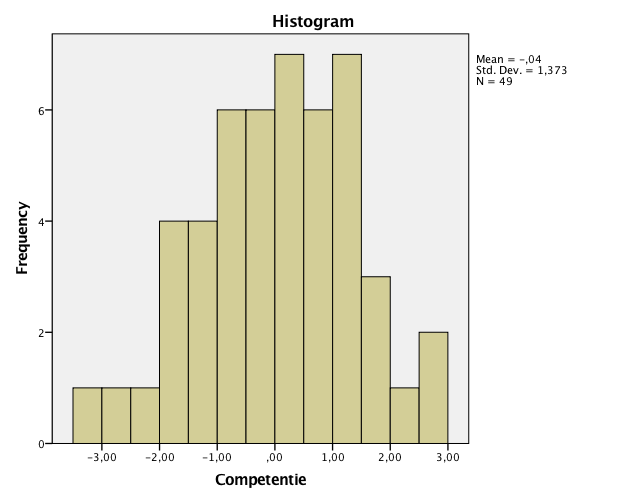 Histogram
Mean = -,04
Std. Dev. = 1,373
N = 49
Frequency
6
4
2
0
-3,00 -2,00 -1,00 ,00 1,00 2,00 3,00
Competentie